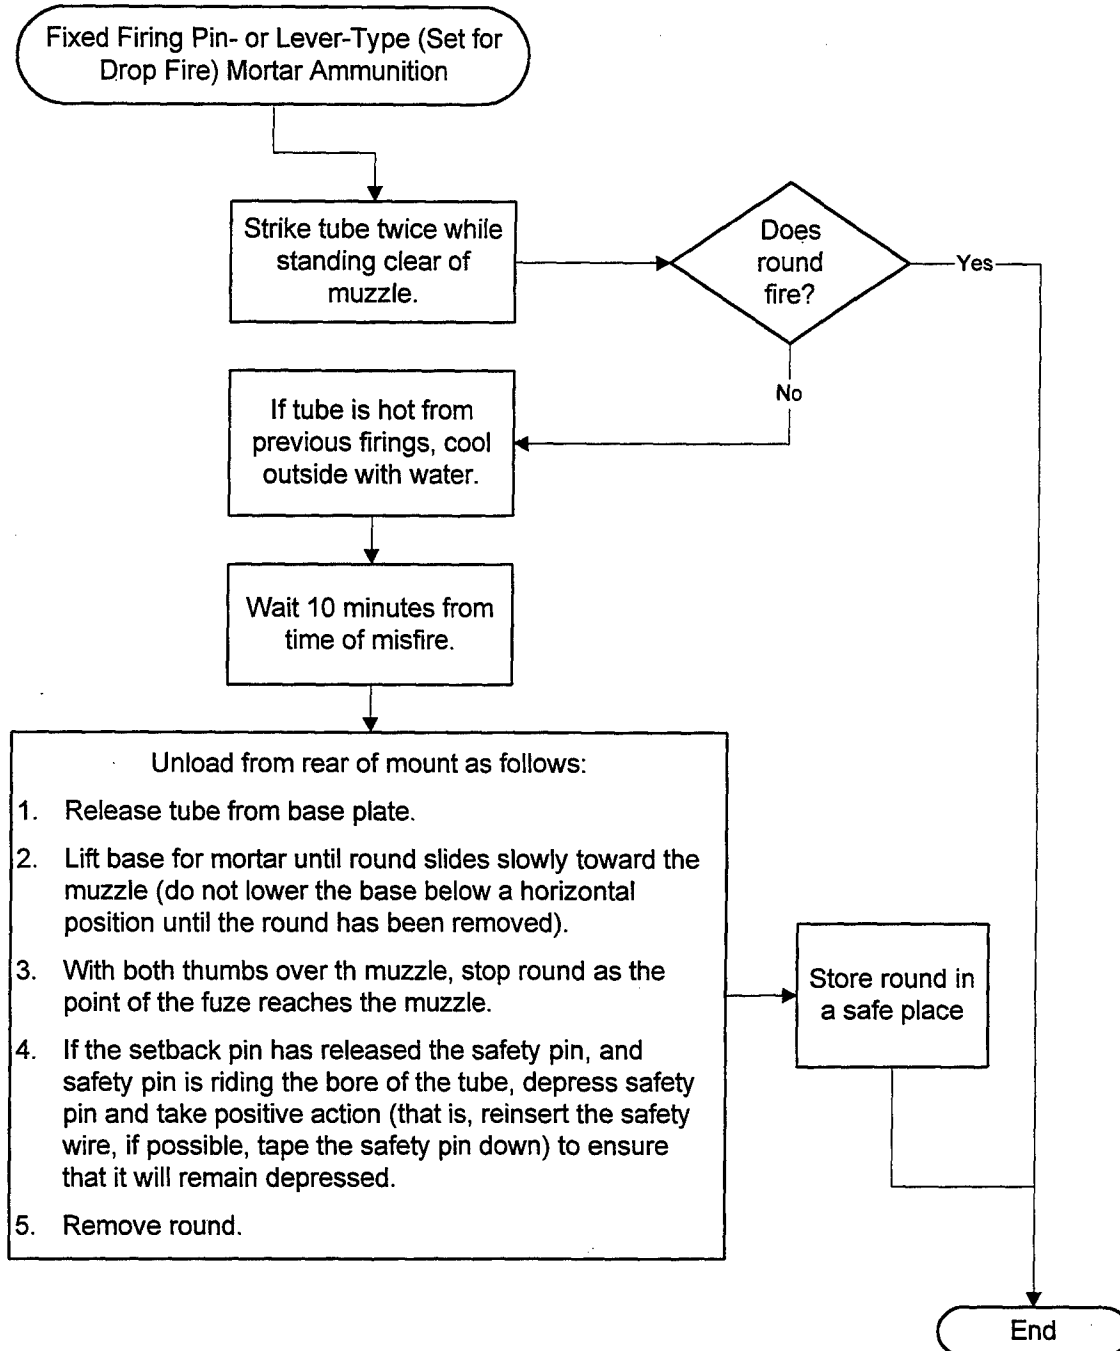 Fixed Firing Pin- or Lever-Type (Set for
Drop Fire) Mortar Ammunition
Strike tube twice while
standing clear of
muzzle.
Does
round
fire?
Yes
No
If tube is hot from
previous firings, cool
outside with water.
Wait 10 minutes from
time of misfire.
Unload from rear of mount as follows:
1. Release tube from base plate.
2. Lift base for mortar until round slides slowly toward the
muzzle (do not lower the base below a horizontal
position until the round has been removed).
3. With both thumbs over th muzzle, stop round as the
point of the fuze reaches the muzzle.
4. If the setback pin has released the safety pin, and
safety pin is riding the bore of the tube, depress safety
pin and take positive action (that is, reinsert the safety
wire, if possible, tape the safety pin down) to ensure
that it will remain depressed.
5. Remove round.
Store round in
a safe place
End